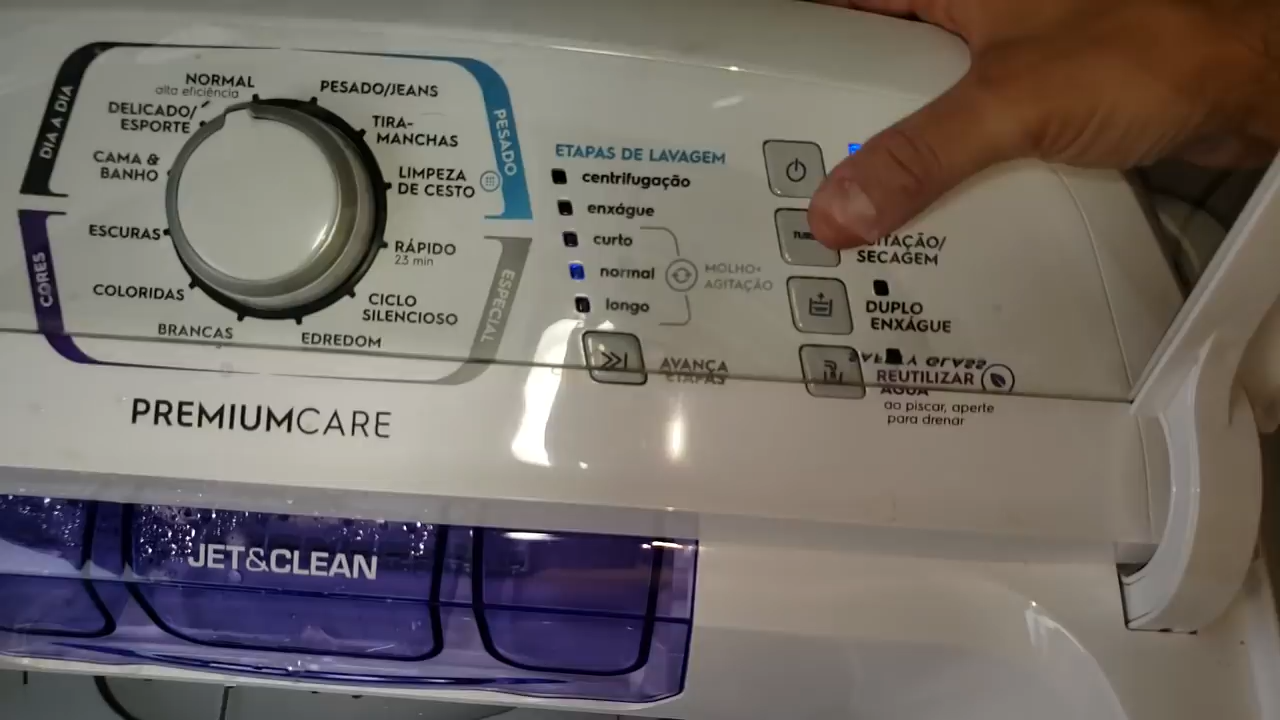 DIA A DIA
NORMAL
alta eficiência
DELICADO/
ESPORTE
CAMA &
BANHO
CORES
ESCURAS
COLORIDAS
BRANCAS
PESADO/JEANS
TIRA-
MANCHAS
LIMPEZA
DE CESTO
PESADO
RÁPIDO
23 min
CICLO
SILENCIOSO
EDREDOM
ESPECIAL
ETAPAS DE LAVAGEM
centrifugação
enxágue
curto
normal
longo
MOLHO+
AGITAÇÃO
AVANÇA
ETAPAS
SECAGEM
DUPLO
ENXÁGUE
REUTILIZAR
ÁGUA
ao piscar, aperte
para drenar
PREMIUMCARE
JET&CLEAN